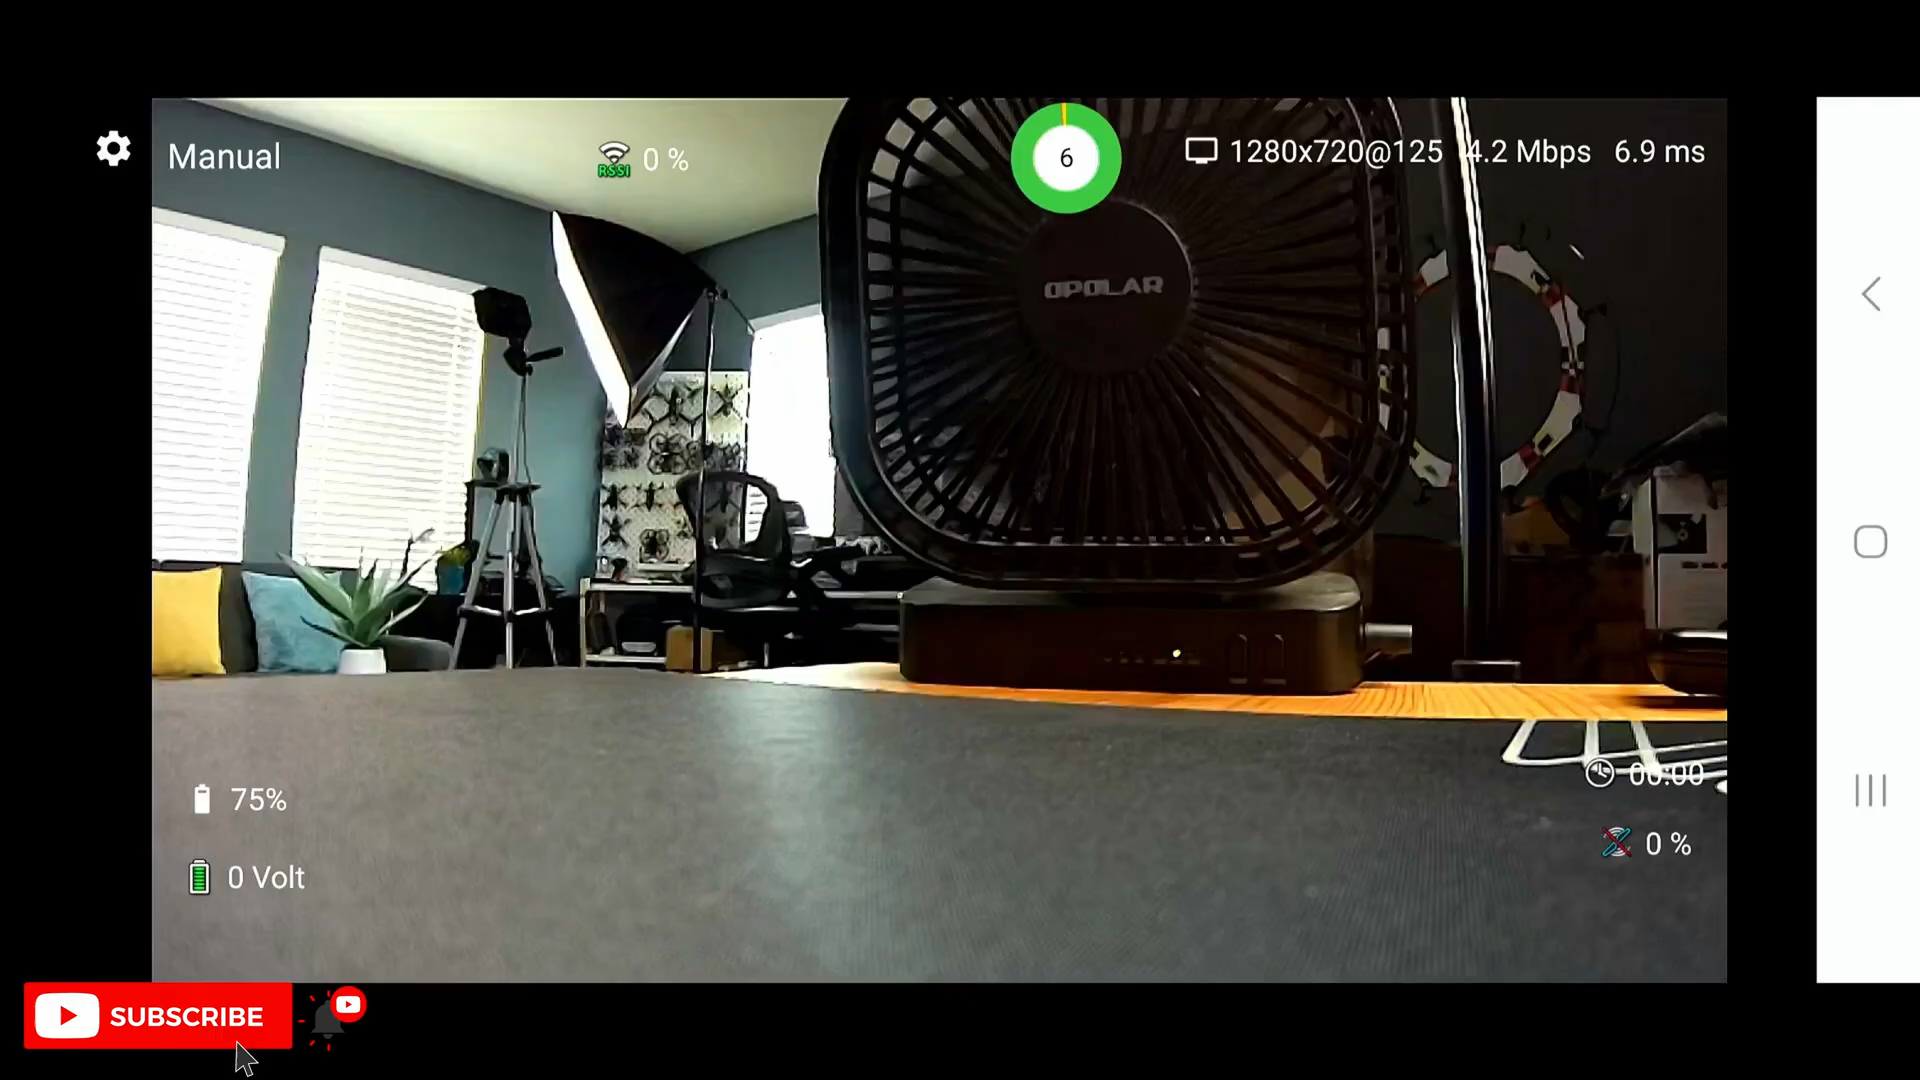 Manual
RSSI
0 %
6
1280x720@125
4.2 Mbps
6.9 ms
OPOLAR
75%
00:00
0 %
0 Volt
SUBSCRIBE